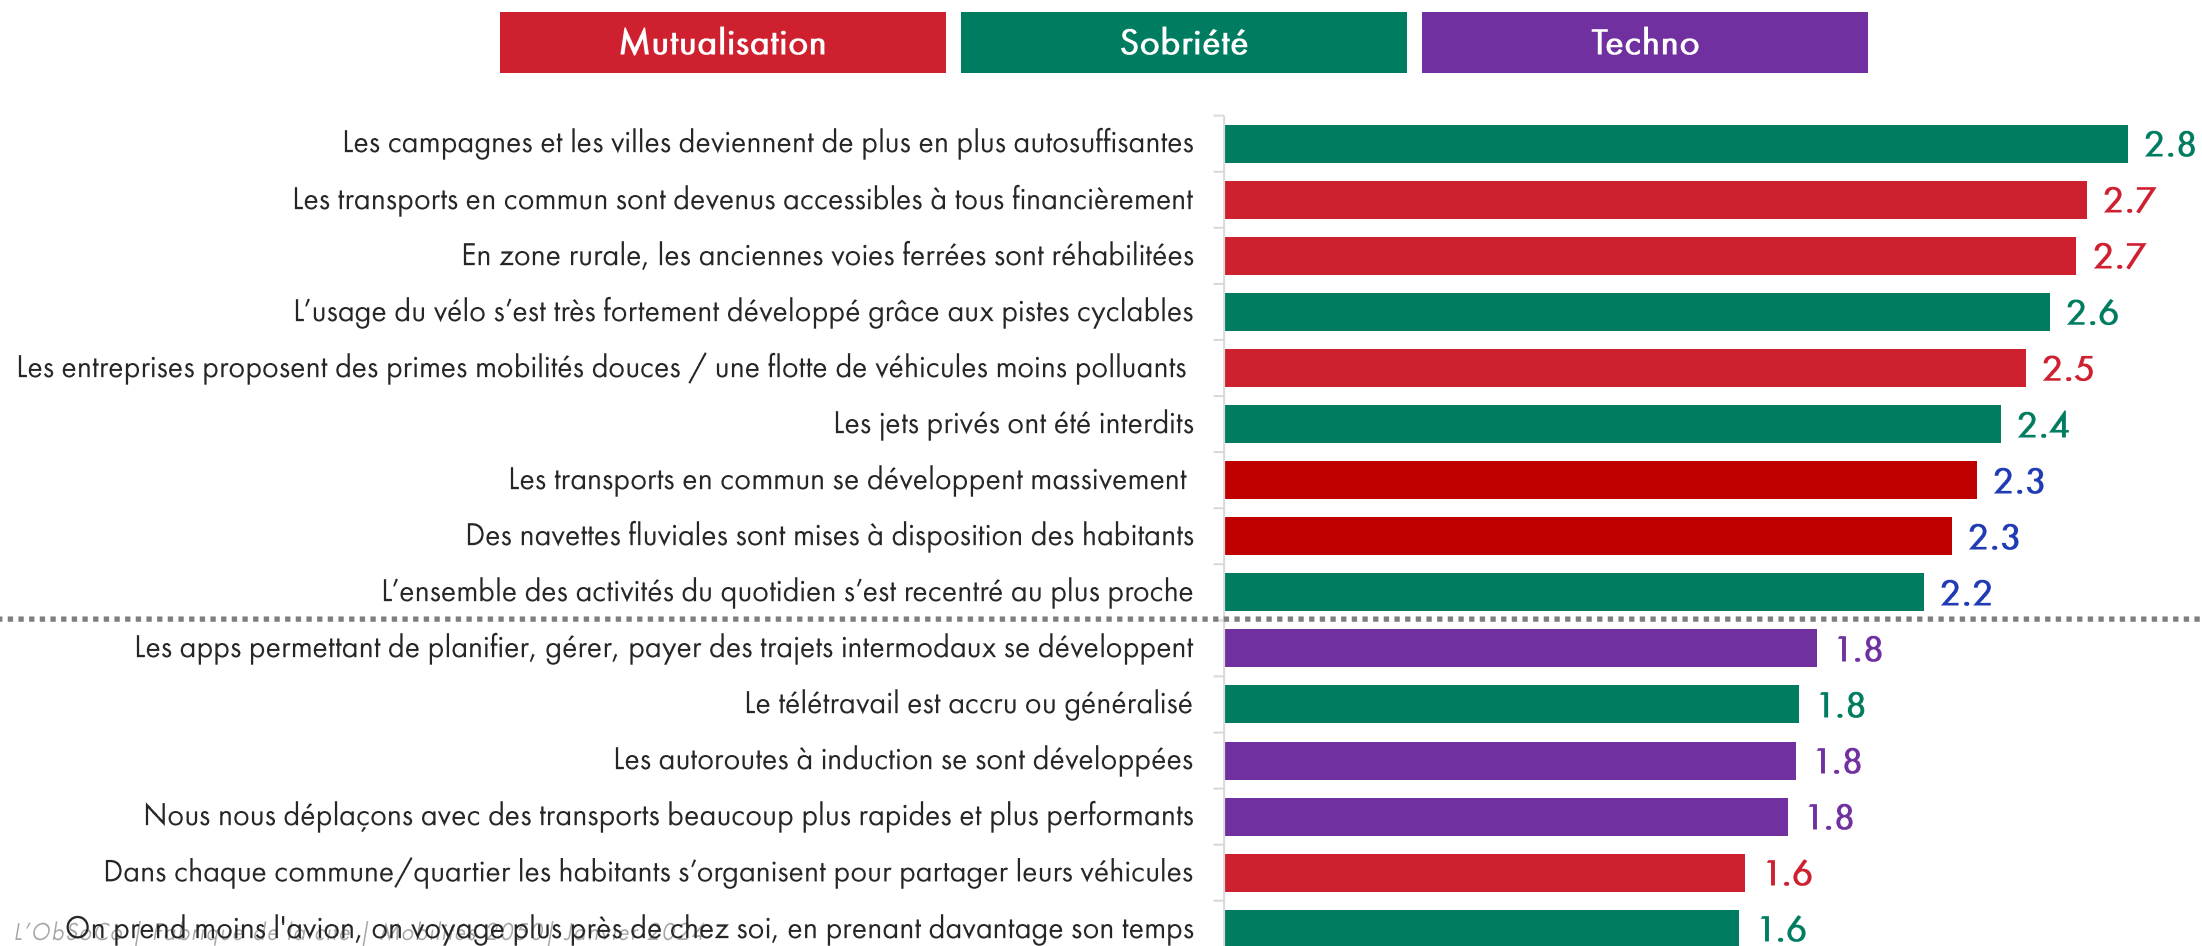 Mutualisation Sobriété Techno
Les campagnes et les villes deviennent de plus en plus autosuffisantes 2.8
Les transports en commun sont devenus accessibles à tous financièrement 2.7
En zone rurale, les anciennes voies ferrées sont réhabilitées 2.7
L’usage du vélo s’est très fortement développé grâce aux pistes cyclables 2.6
Les entreprises proposent des primes mobilités douces / une flotte de véhicules moins polluants 2.5
Les jets privés ont été interdits 2.4
Les transports en commun se développent massivement 2.3
Des navettes fluviales sont mises à disposition des habitants 2.3
L’ensemble des activités du quotidien s’est recentré au plus proche 2.2
Les apps permettant de planifier, gérer, payer des trajets intermodaux se développent 1.8
Le télétravail est accru ou généralisé 1.8
Les autoroutes à induction se sont développées 1.8
Nous nous déplaçons avec des transports beaucoup plus rapides et plus performants 1.8
Dans chaque commune/quartier les habitants s’organisent pour partager leurs véhicules 1.6
On prend moins l'avion, on voyage plus près de chez soi, en prenant davantage son temps 1.6
L’ObSoCo | Fabrique de la cité | Mobilités 2050 | Janvier 2024